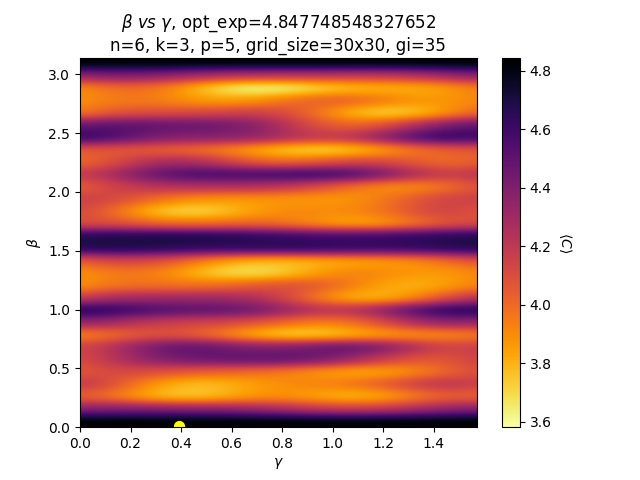 β vs γ, opt_exp=4.847748548327652
n=6, k=3, p=5, grid_size=30x30, gi=35
3.0
2.5
2.0
1.5
1.0
0.5
0.0
β
0.0 0.2 0.4 0.6 0.8 1.0 1.2 1.4
γ
4.8
4.6
4.4
4.2
4.0
3.8
3.6
⟨C⟩